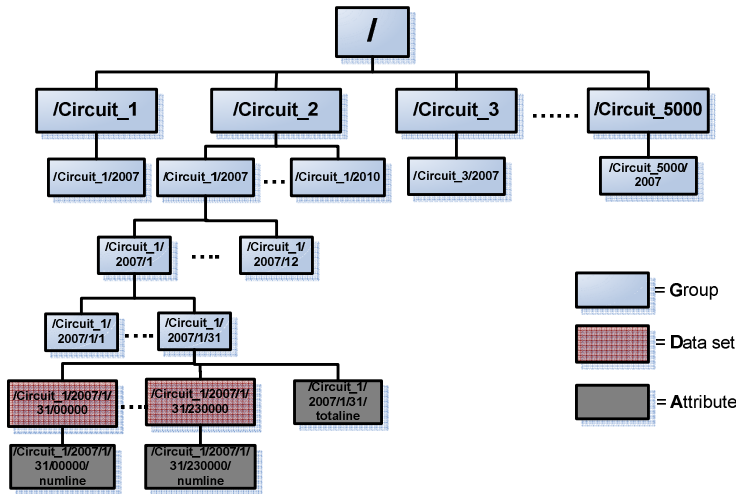 /
/Circuit_1
/Circuit_2
/Circuit_3
/Circuit_5000
/Circuit_1/2007
/Circuit_1/2007
/Circuit_1/2010
/Circuit_3/2007
/Circuit_5000/
2007
/Circuit_1/
2007/1
/Circuit_1/
2007/12
/Circuit_1/
2007/1/1
/Circuit_1/
2007/1/31
/Circuit_1/2007/1/
31/00000
/Circuit_1/2007/1/
31/230000
/Circuit_1/
2007/1/31/
totaline
/Circuit_1/2007/1/
31/00000/
numline
/Circuit_1/2007/1/
31/230000/
numline
= Group
= Data set
= Attribute